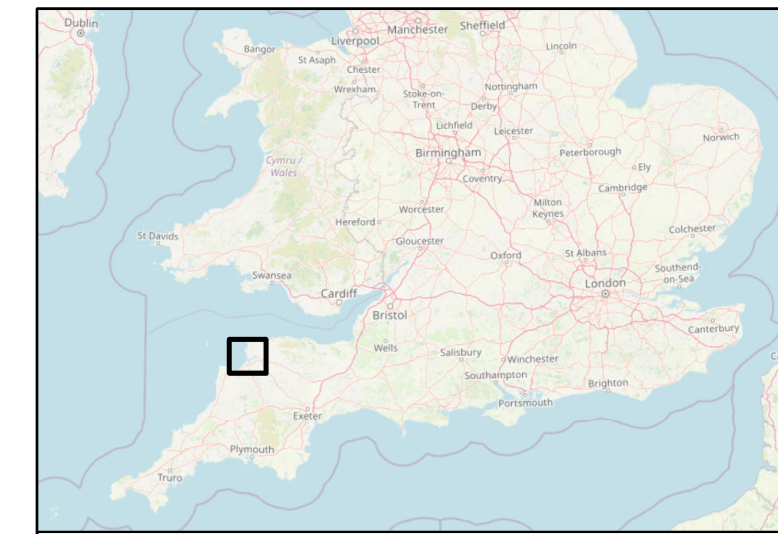 Dublin
Manchester
Sheffield
Liverpool
Bangor
St Asaph
Chester
Lincoln
Wrexham
Stoke-on-
Trent
Nottingham
Derby
Lichfield
Leicester
Norwich
Birmingham
Peterborough
Cymru /
Wales
Ely
Coventry
Cambridge
Worcester
Milton
Keynes
Hereford
St Davids
Gloucester
Colchester
Oxford
St Albans
Swansea
Southend-
on-Sea
London
Cardiff
Bristol
Canterbury
Wells
Salisbury
Winchester
Southampton
Brighton
Portsmouth
Exeter
Plymouth
Truro